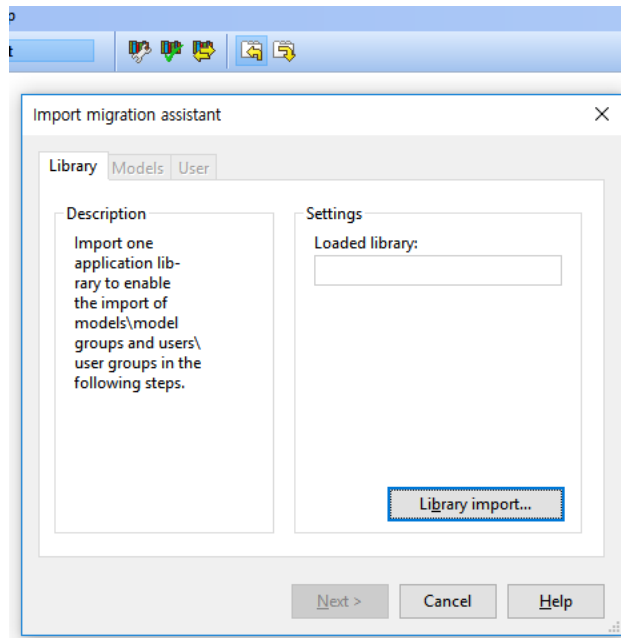 Import migration assistant
Library Models User
Description
Import one
application lib-
rary to enable
the import of
models\model
groups and users\
user groups in the
following steps.
Settings
Loaded library:
Library import...
Next > Cancel Help